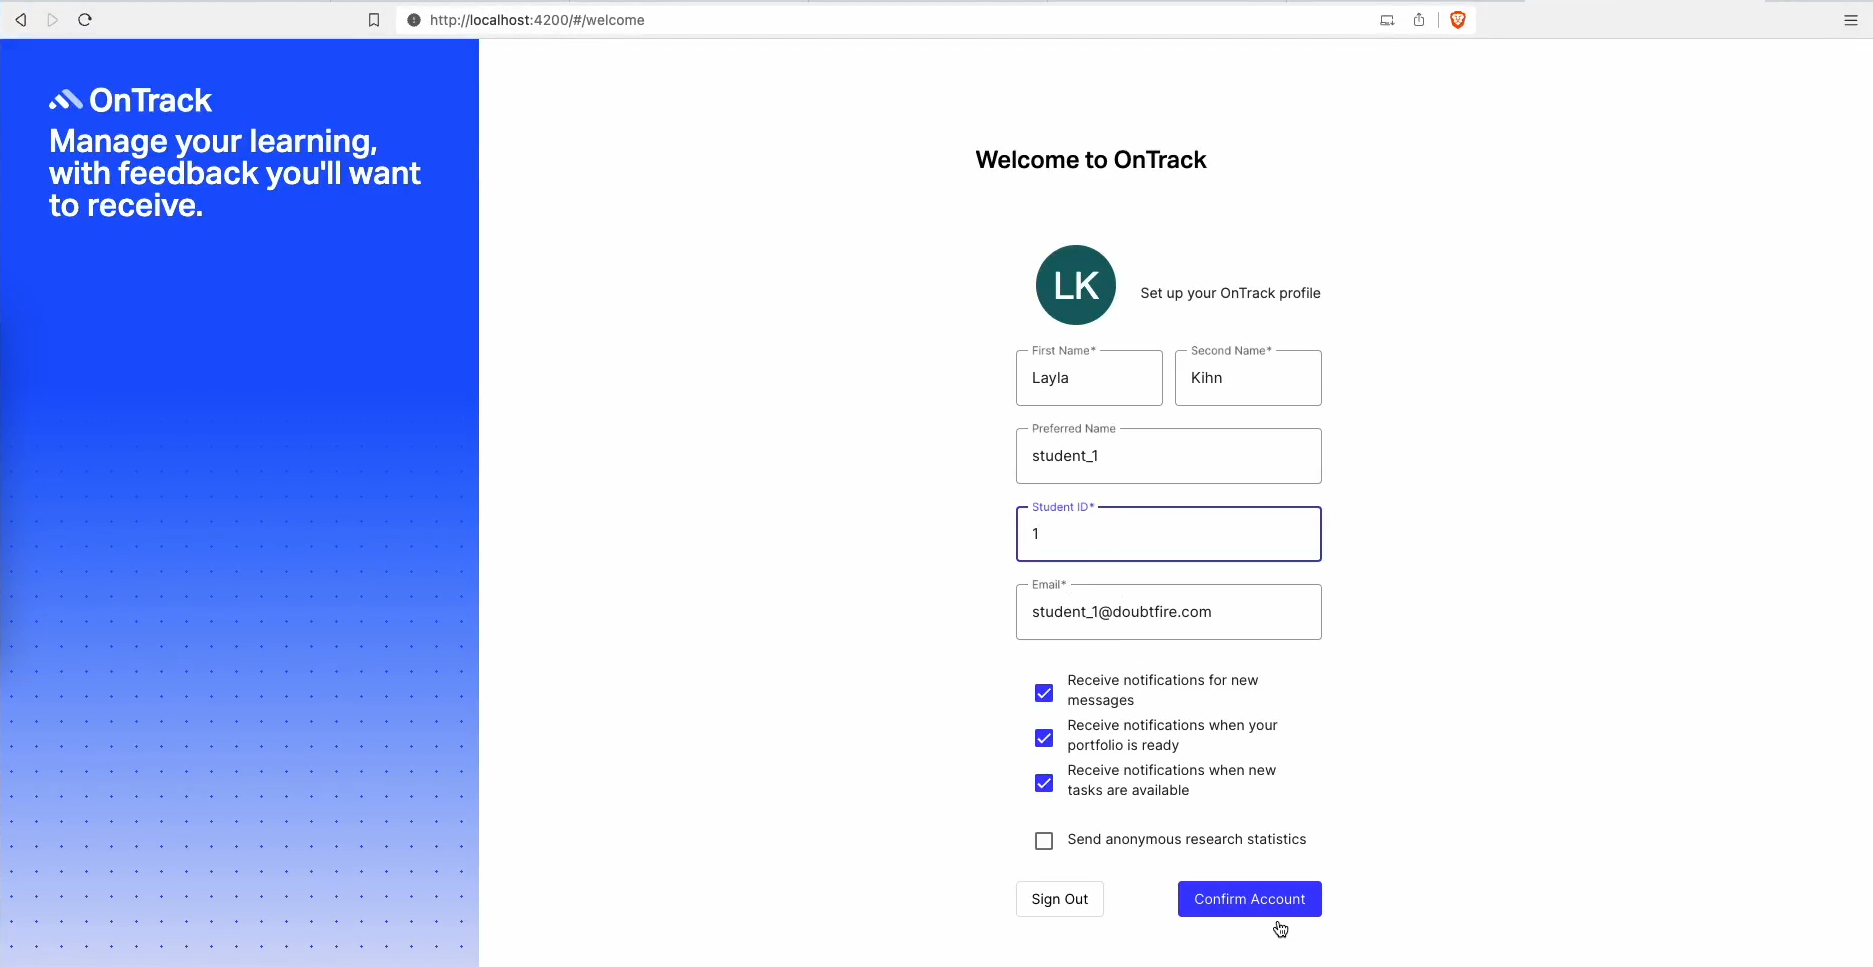 http://localhost:4200/#/welcome
OnTrack
Manage your learning,
with feedback you'll want
to receive.
Welcome to OnTrack
LK
Set up your OnTrack profile
First Name*
Layla
Second Name*
Kihn
Preferred Name
student_1
Student ID*
1
Email*
student_1@doubtfire.com
Receive notifications for new
messages
Receive notifications when your
portfolio is ready
Receive notifications when new
tasks are available
Send anonymous research statistics
Sign Out
Confirm Account